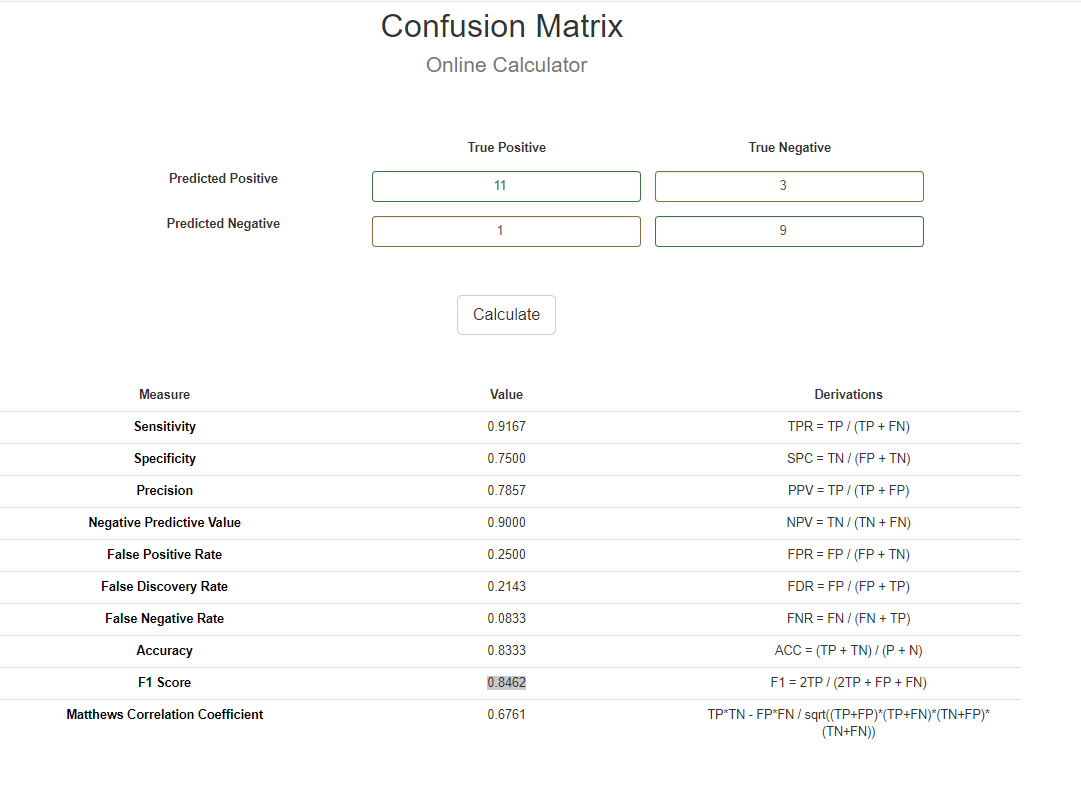 Confusion Matrix
Online Calculator
True Positive True Negative
Predicted Positive 11 3
Predicted Negative 1 9
Calculate
Measure Value Derivations
Sensitivity 0.9167 TPR = TP / (TP + FN)
Specificity 0.7500 SPC = TN / (FP + TN)
Precision 0.7857 PPV = TP / (TP + FP)
Negative Predictive Value 0.9000 NPV = TN / (TN + FN)
False Positive Rate 0.2500 FPR = FP / (FP + TN)
False Discovery Rate 0.2143 FDR = FP / (FP + TP)
False Negative Rate 0.0833 FNR = FN / (FN + TP)
Accuracy 0.8333 ACC = (TP + TN) / (P + N)
F1 Score 0.8462 F1 = 2TP / (2TP + FP + FN)
Matthews Correlation Coefficient 0.6761 TP*TN - FP*FN / sqrt((TP+FP)*(TP+FN)*(TN+FP)*
(TN+FN))